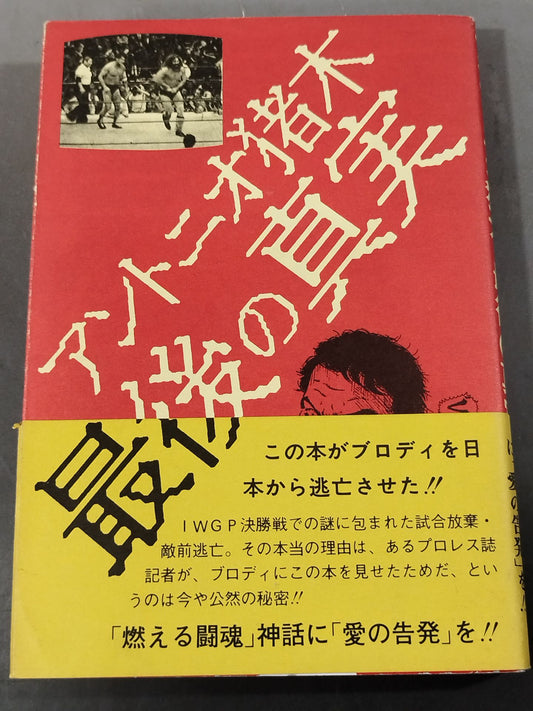 アントニオ猪木
最後の真実
この本がブロディを日
本から逃亡させた!!
IWGP決勝戦での謎に包まれた試合放棄・
敵前逃亡。その本当の理由は、あるプロレス誌
記者が、ブロディにこの本を見せたためだ、とい
うのは今や公然の秘密!!
「燃える闘魂」神話に「愛の告発」を!!